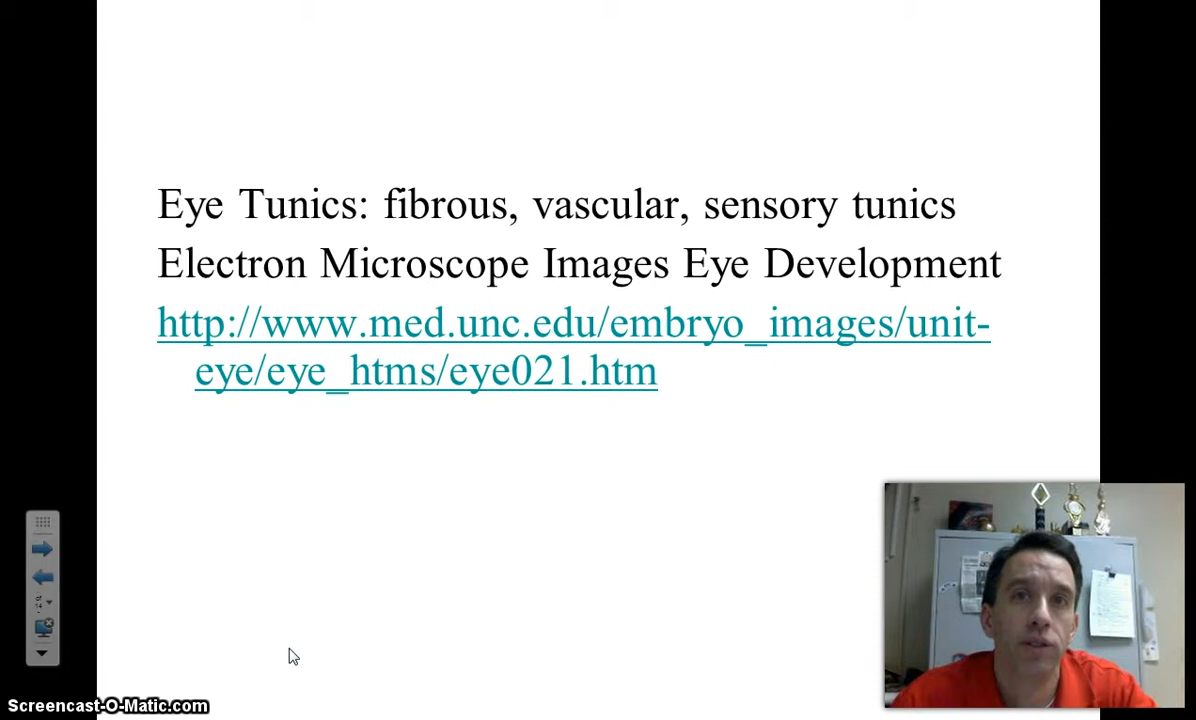 Eye Tunics: fibrous, vascular, sensory tunics
Electron Microscope Images Eye Development
http://www.med.unc.edu/embryo_images/unit-
eye/eye_htms/eye021.htm
Screencast-O-Matic.com